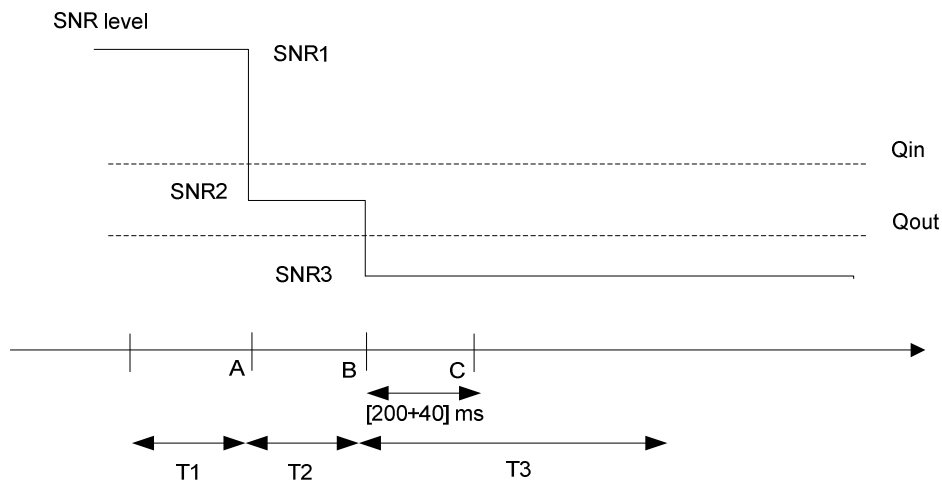 SNR level
SNR1
Qin
SNR2
Qout
SNR3
A
B
C
[200+40] ms
T1
T2
T3